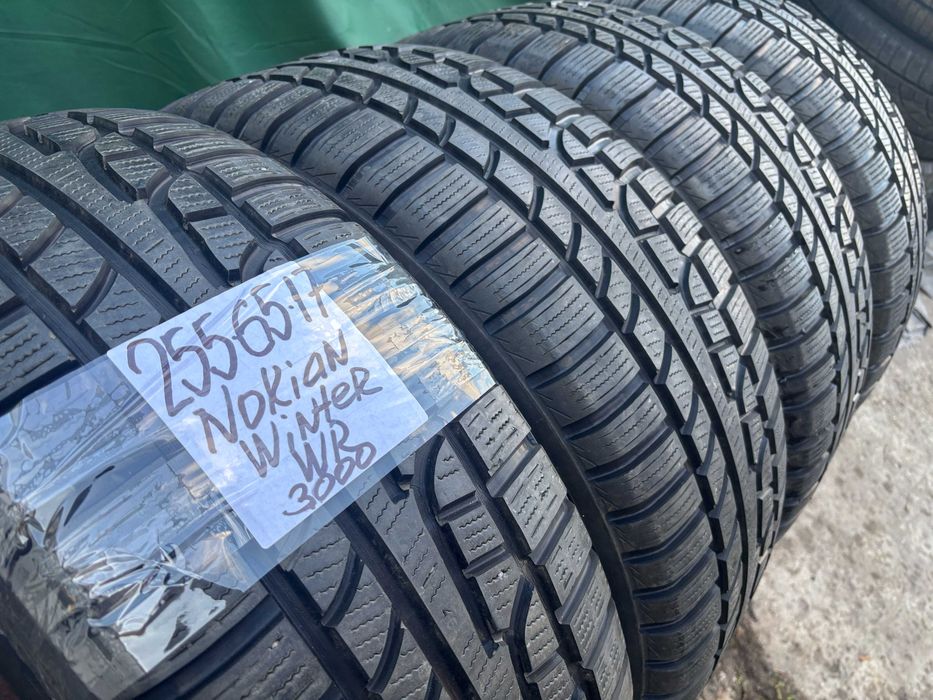 255-65-17
Nokian
Winter
WR
3000